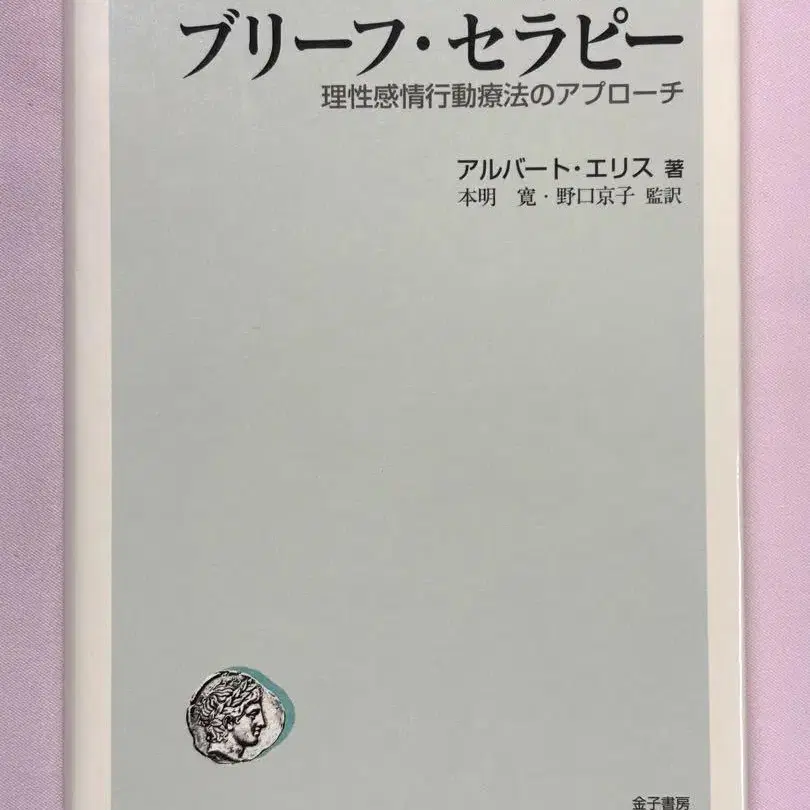 ブリーフ・セラピー
理性感情行動療法のアプローチ
アルバート・エリス 著
本明 寛・野口京子 監訳
金子書房